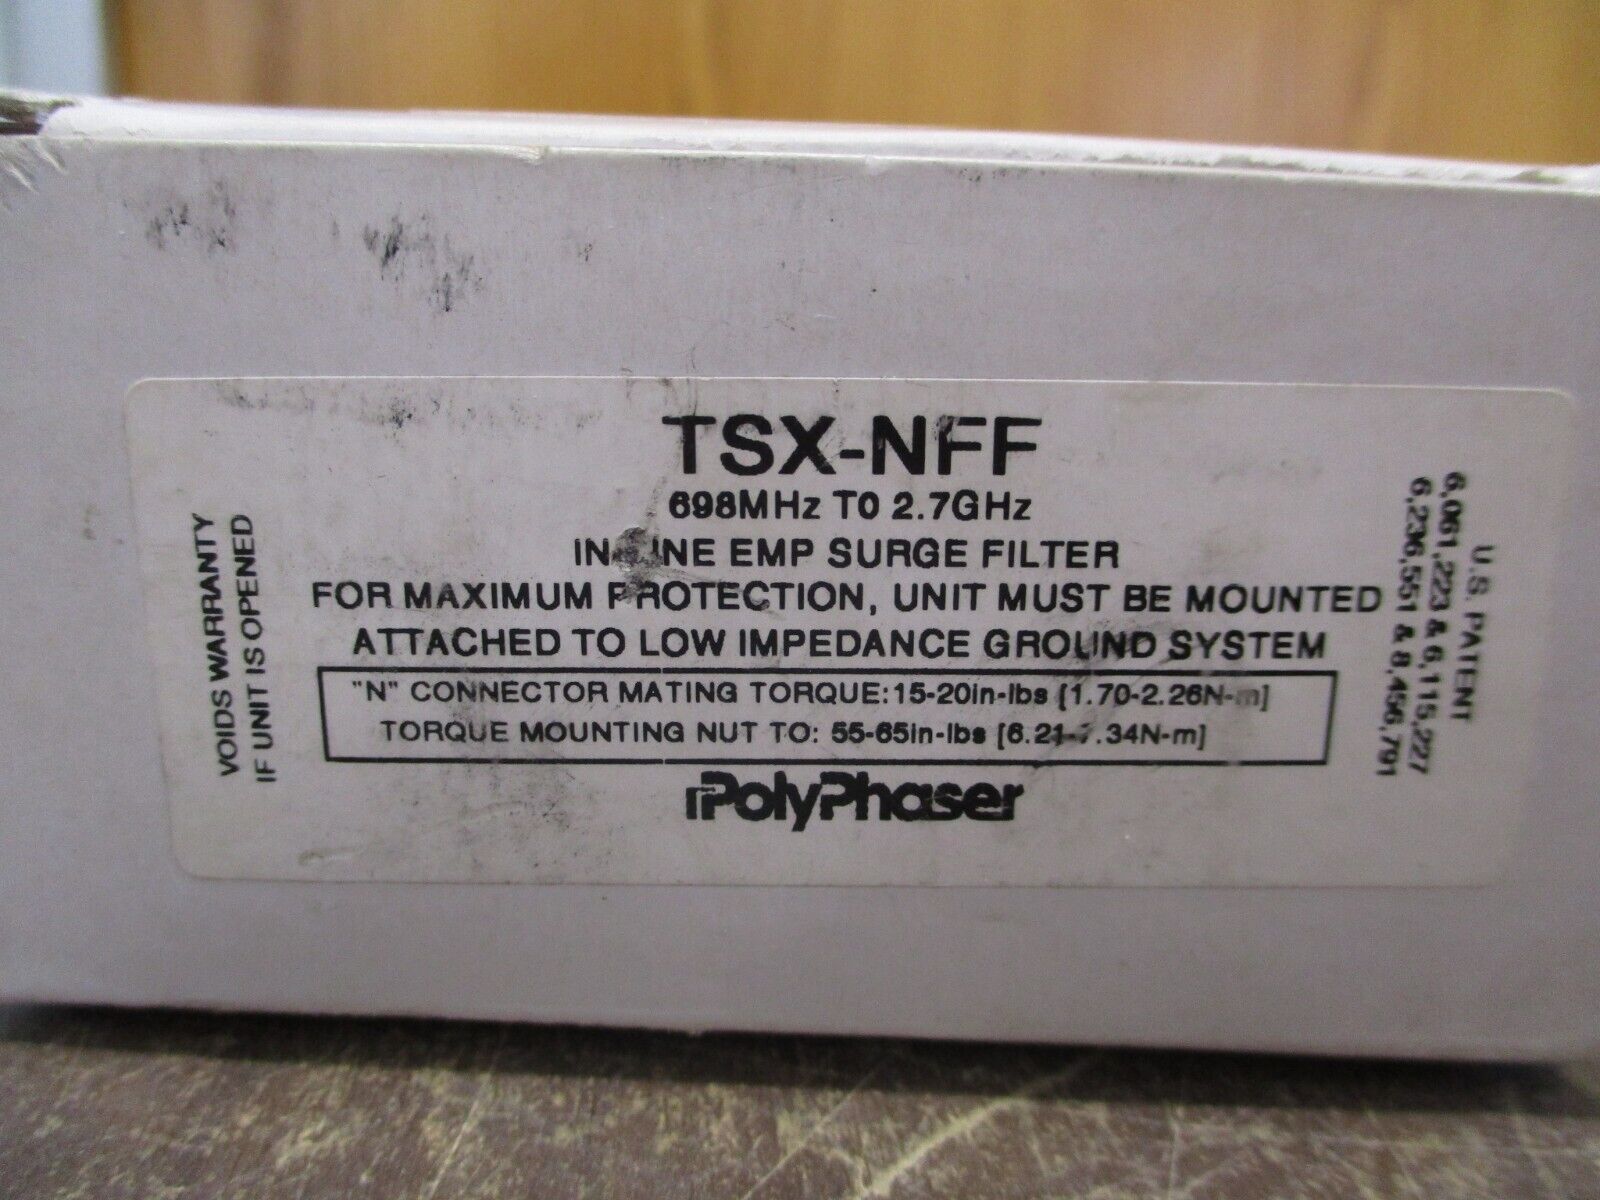 TSX-NFF
698MHz TO 2.7GHz
IN-LINE EMP SURGE FILTER
FOR MAXIMUM PROTECTION, UNIT MUST BE MOUNTED
ATTACHED TO LOW IMPEDANCE GROUND SYSTEM
"N" CONNECTOR MATING TORQUE:15-20in-lbs [1.70-2.26N-m]
TORQUE MOUNTING NUT TO: 55-65in-lbs [6.21-7.34N-m]
PolyPhaser
VOIDS WARRANTY
IF UNIT IS OPENED
U.S. PATENT
6,061,223 & 6,115,227
6,236,551 & 8,456,791